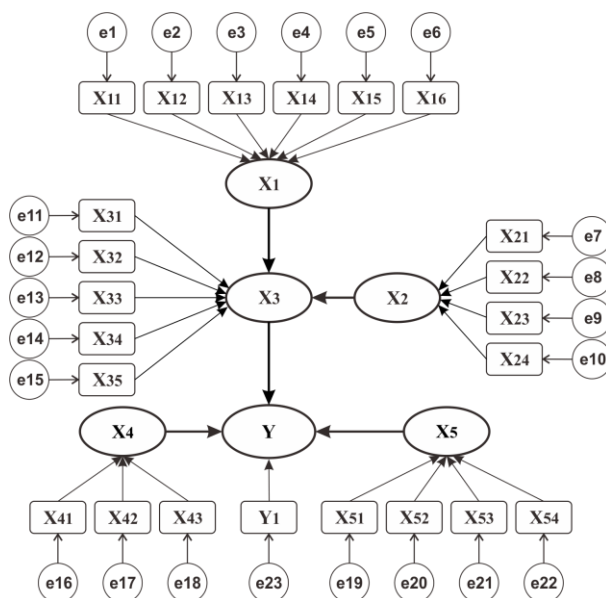 e1 e2 e3 e4 e5 e6
X11 X12 X13 X14 X15 X16
X1
e11 X31 X21 e7
e12 X32 X22 e8
e13 X33 X3 X2 X23 e9
e14 X34 X24 e10
e15 X35
X4 Y X5
X41 X42 X43 Y1 X51 X52 X53 X54
e16 e17 e18 e23 e19 e20 e21 e22